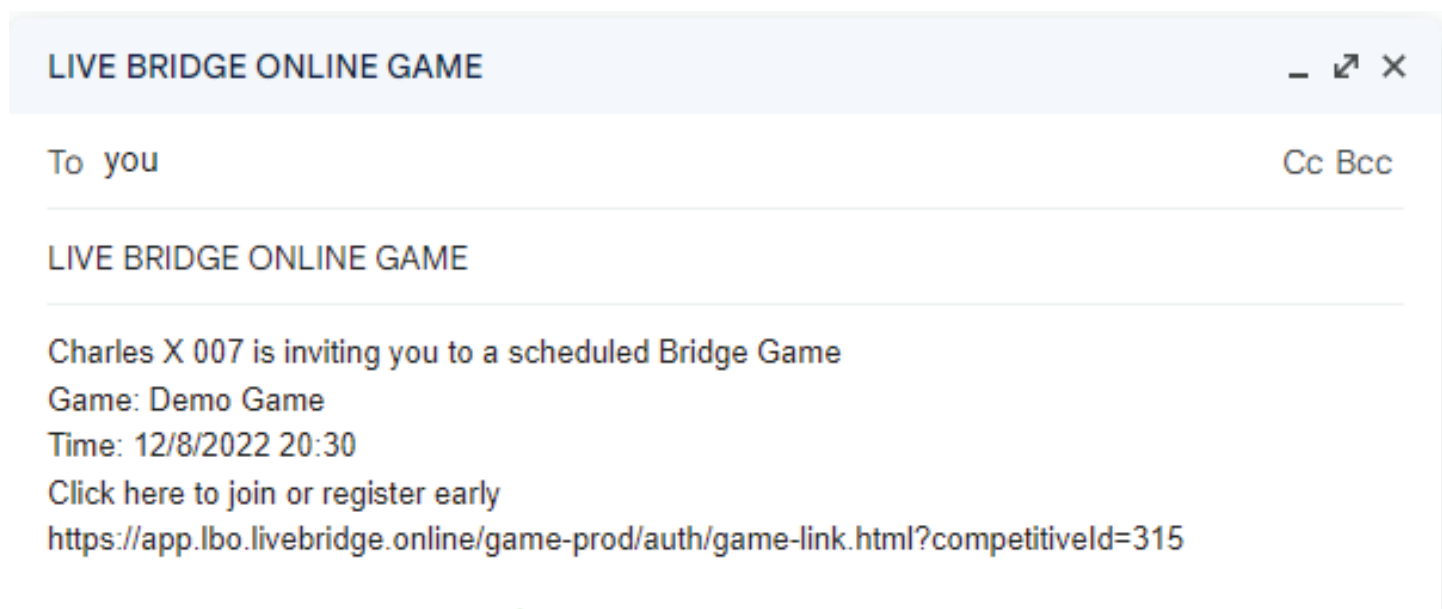 LIVE BRIDGE ONLINE GAME
To you Cc Bcc
LIVE BRIDGE ONLINE GAME
Charles X 007 is inviting you to a scheduled Bridge Game
Game: Demo Game
Time: 12/8/2022 20:30
Click here to join or register early
https://app.lbo.livebridge.online/game-prod/auth/game-link.html?competitiveId=315